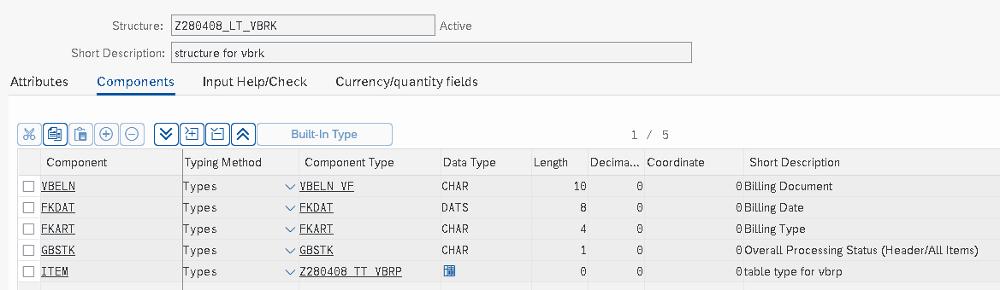 Structure: Z280408_LT_VBRK Active
Short Description: structure for vbrk
Attributes Components Input Help/Check Currency/quantity fields
Built-In Type 1 / 5
Component Typing Method Component Type Data Type Length Decima... Coordinate Short Description
VBELN Types VBELN_VF CHAR 10 0 0 Billing Document
FKDAT Types FKDAT DATS 8 0 0 Billing Date
FKART Types FKART CHAR 4 0 0 Billing Type
GBSTK Types GBSTK CHAR 1 0 0 Overall Processing Status (Header/All Items)
ITEM Types Z280408_TT_VBRP 0 0 0 table type for vbrp